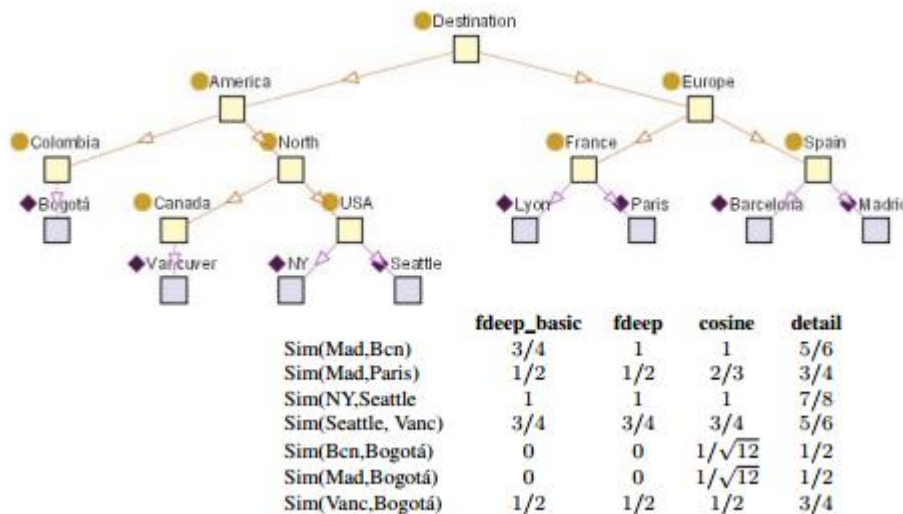 Destination
America Europe
Colombia North France Spain
Bogotá Canada USA Lyon Paris Barcelona Madrid
Vancuver NY Seattle
fdeep_basic fdeep cosine detail
Sim(Mad,Bcn) 3/4 1 1 5/6
Sim(Mad,Paris) 1/2 1/2 2/3 3/4
Sim(NY,Seattle 1 1 1 7/8
Sim(Seattle, Vanc) 3/4 3/4 3/4 5/6
Sim(Bcn,Bogotá) 0 0 1/√12 1/2
Sim(Mad,Bogotá) 0 0 1/√12 1/2
Sim(Vanc,Bogotá) 1/2 1/2 1/2 3/4